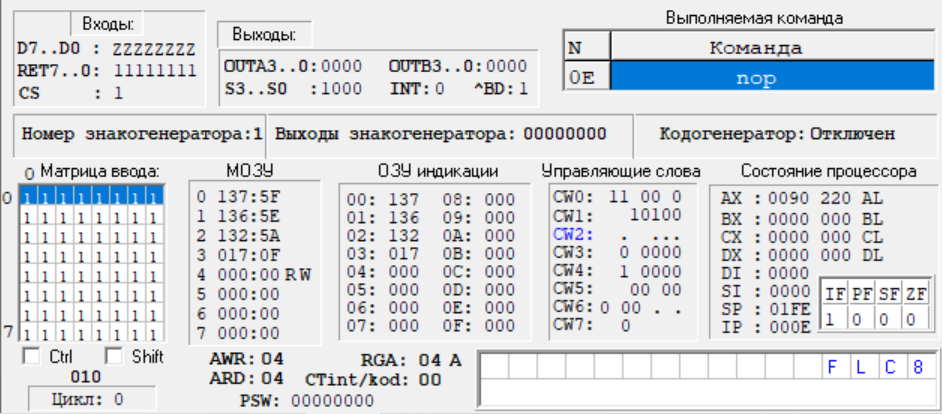 Входы:
D7..D0 : ZZZZZZZZ
RET7..0: 11111111
CS : 1
Выходы:
OUTA3..0:0000 OUTB3..0:0000
S3..S0 :1000 INT:0 ^BD:1
Выполняемая команда
N Команда
0E nop
Номер знакогенератора:1 Выходы знакогенератора: 00000000 Кодогенератор: Отключен
0 Матрица ввода:
0 1 1 1 1 1 1 1 1
1 1 1 1 1 1 1 1
1 1 1 1 1 1 1 1
1 1 1 1 1 1 1 1
1 1 1 1 1 1 1 1
1 1 1 1 1 1 1 1
1 1 1 1 1 1 1 1
7 1 1 1 1 1 1 1 1
Ctrl Shift
010
Цикл: 0
МОЗУ
0 137:5F
1 136:5E
2 132:5A
3 017:0F
4 000:00 RW
5 000:00
6 000:00
7 000:00
ОЗУ индикации
00: 137 08: 000
01: 136 09: 000
02: 132 0A: 000
03: 017 0B: 000
04: 000 0C: 000
05: 000 0D: 000
06: 000 0E: 000
07: 000 0F: 000
Управляющие слова
CW0: 11 00 0
CW1: 10100
CW2: . ...
CW3: 0 0000
CW4: 1 0000
CW5: 00 00
CW6: 0 00 . .
CW7: 0
Состояние процессора
AX : 0090 220 AL
BX : 0000 000 BL
CX : 0000 000 CL
DX : 0000 000 DL
DI : 0000
SI : 0000
SP : 01FE
IP : 000E
IF PF SF ZF
1 0 0 0
AWR: 04 RGA: 04 A
ARD: 04 CTint/kod: 00
PSW: 00000000
F L C 8